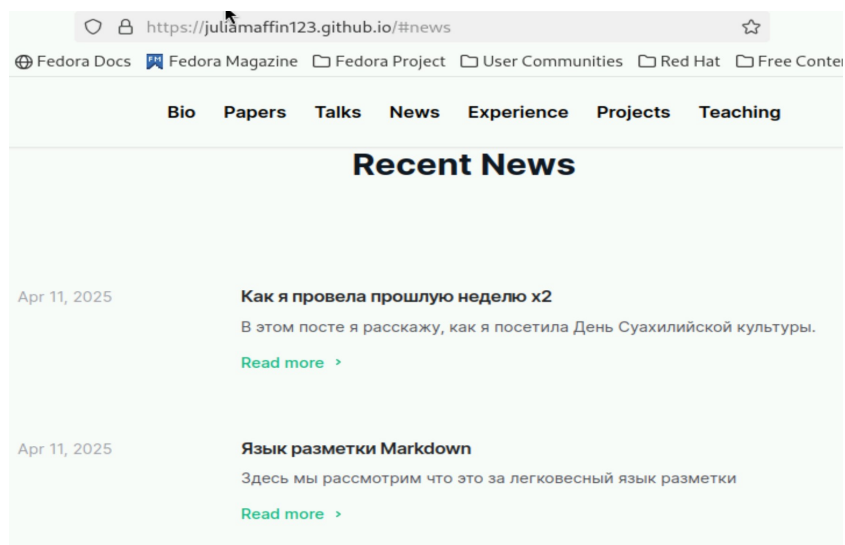 https://juliamaffin123.github.io/#news
Fedora Docs Fedora Magazine Fedora Project User Communities Red Hat Free
Bio Papers Talks News Experience Projects Teaching
Recent News
Apr 11, 2025 Как я провела прошлую неделю x2
В этом посте я расскажу, как я посетила День Суахилийской культуры.
Read more ›
Apr 11, 2025 Язык разметки Markdown
Здесь мы рассмотрим что это за легковесный язык разметки
Read more ›